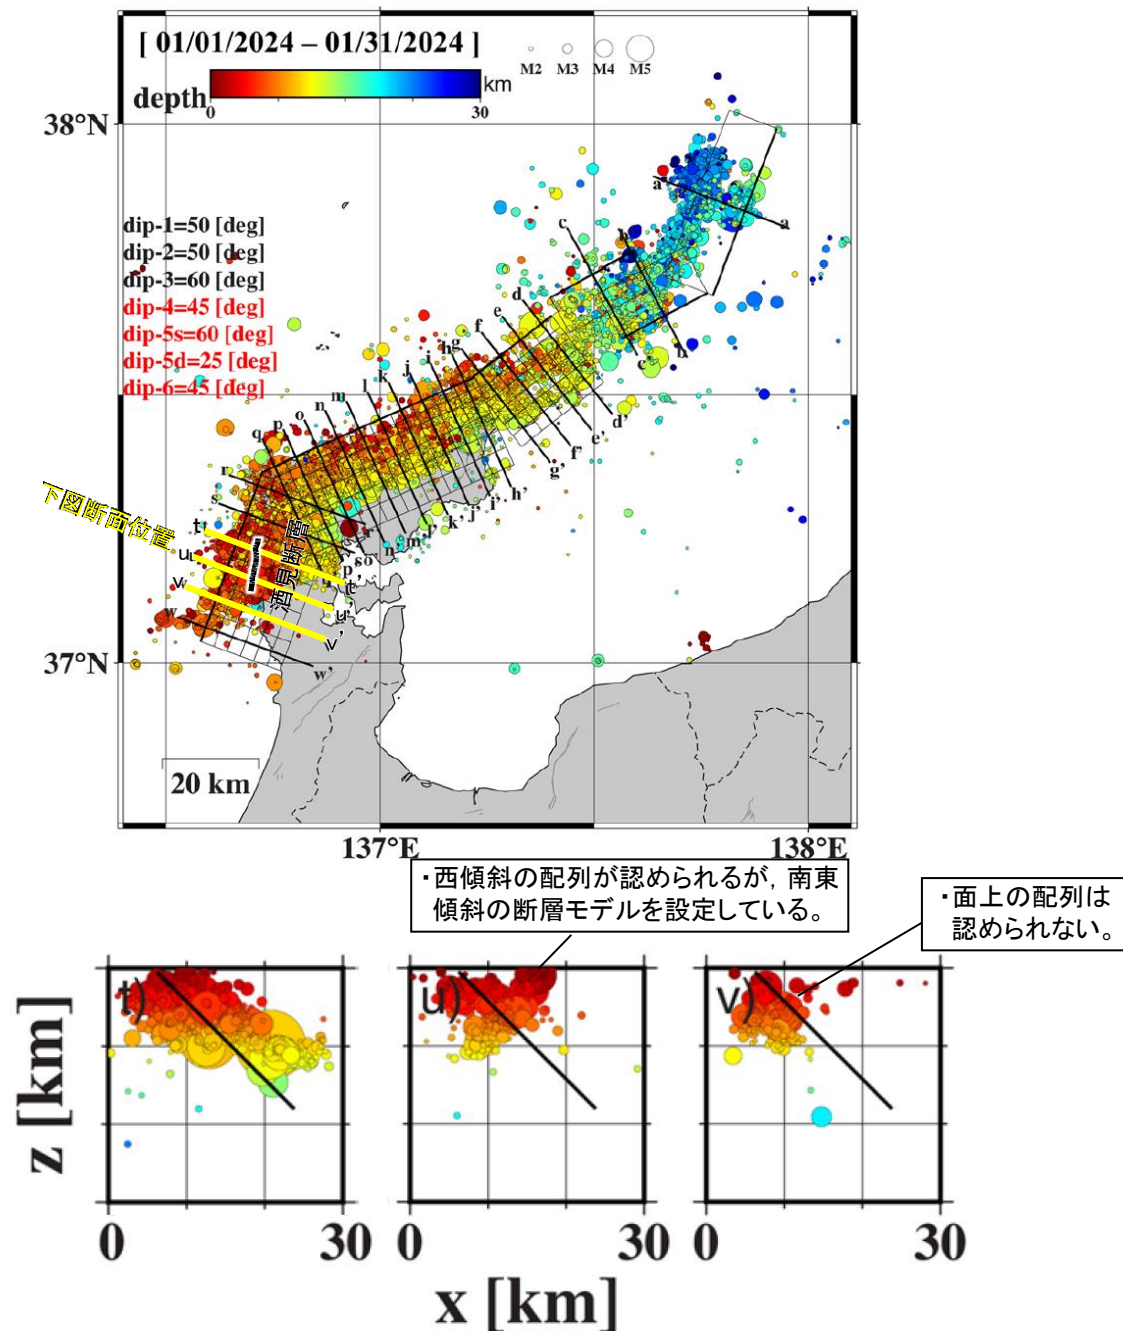 [ 01/01/2024 – 01/31/2024 ]
M2 M3 M4 M5
depth
km
0
30
38°N
dip-1=50 [deg]
dip-2=50 [deg]
dip-3=60 [deg]
dip-4=45 [deg]
dip-5s=60 [deg]
dip-5d=25 [deg]
dip-6=45 [deg]
a'
a
b
c
d
e
f
g
h
i
j
k
l
m
n
o
p
q
r
s
t
u
v
w
c'
d'
e'
f'
g'
h'
i'
j'
k'
m'
n'
p'
t'
u'
v'
w'
下図断面位置
酒見断層
37°N
20 km
137°E
138°E
・西傾斜の配列が認められるが, 南東
傾斜の断層モデルを設定している。
・面上の配列は
認められない。
t)
u)
v)
z [km]
0 30
0 30
0 30
x [km]